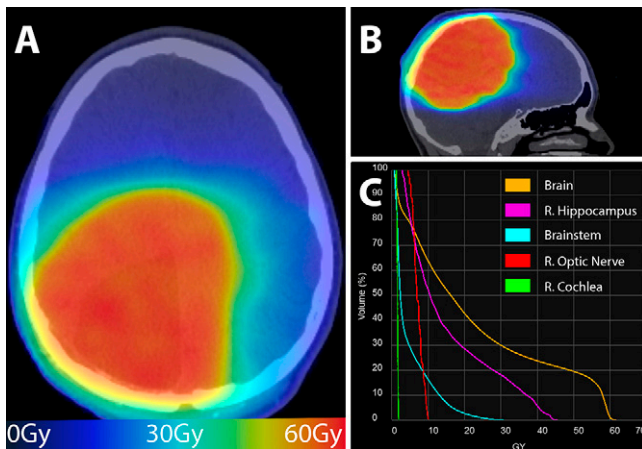 A
0Gy 30Gy 60Gy
B
C
Brain
R. Hippocampus
Brainstem
R. Optic Nerve
R. Cochlea
Volume (%)
100
90
80
70
60
50
40
30
20
10
0
0 10 20 30 40 50 60 70
GY